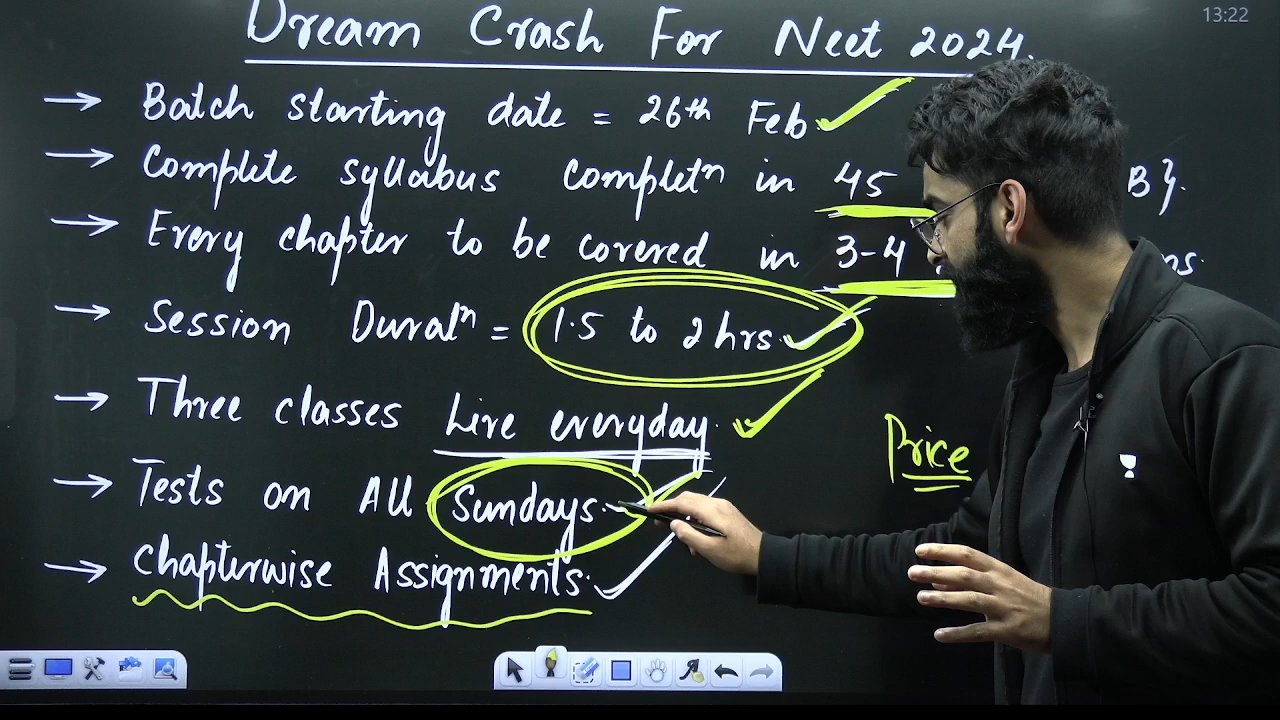 13:22
Dream Crash For Neet 2024.
→ Batch starting date = 26th Feb.
→ Complete syllabus completn in 45 B}.
→ Every chapter to be covered in 3-4 ns.
→ Session Duratn = 1.5 to 2 hrs.
→ Three classes Live everyday.
Price
→ Tests on All Sundays.
→ Chapterwise Assignments.